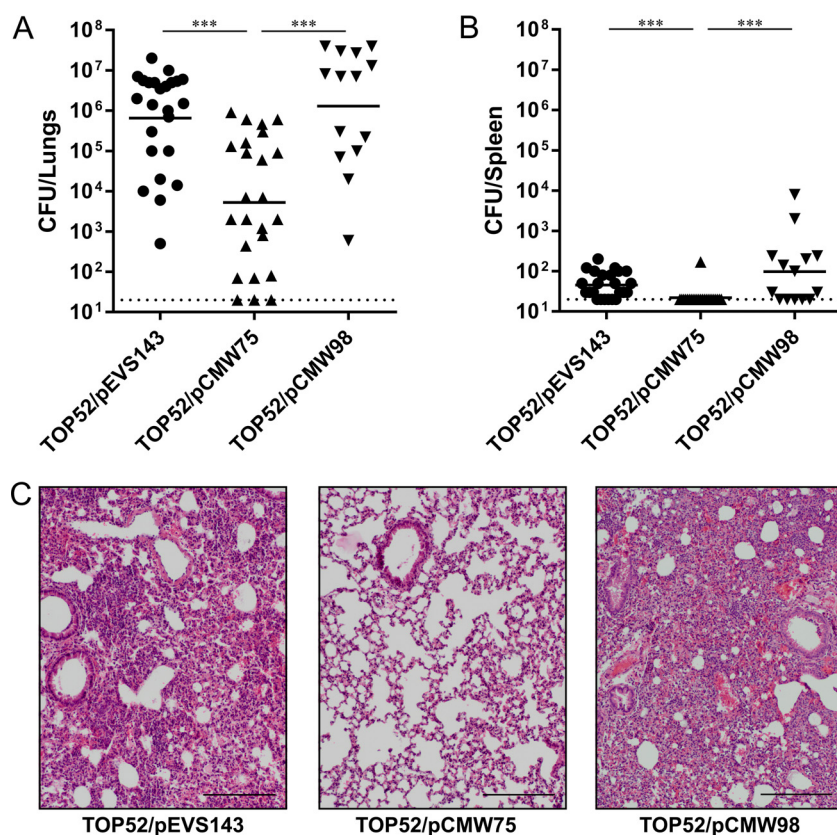 A
B
*** ***
*** ***
CFU/Lungs
10⁸
10⁷
10⁶
10⁵
10⁴
10³
10²
10¹
TOP52/pEVS143
TOP52/pCMW75
TOP52/pCMW98
CFU/Spleen
10⁸
10⁷
10⁶
10⁵
10⁴
10³
10²
10¹
TOP52/pEVS143
TOP52/pCMW75
TOP52/pCMW98
C
TOP52/pEVS143
TOP52/pCMW75
TOP52/pCMW98